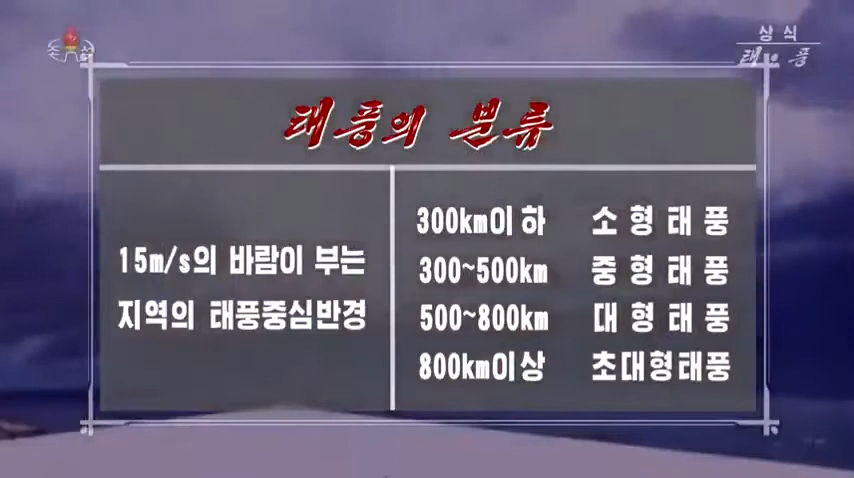 조 선
상식
태풍
태풍의 분류
15m/s의 바람이 부는
지역의 태풍중심반경
300km이하 소형태풍
300~500km 중형태풍
500~800km 대형태풍
800km이상 초대형태풍